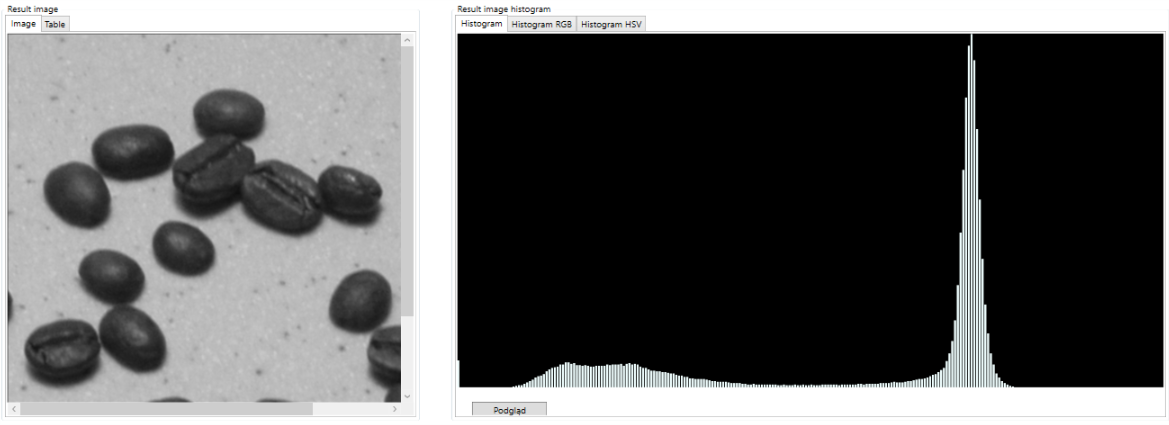 Result image
Image Table
Result image histogram
Histogram Histogram RGB Histogram HSV
Podgląd